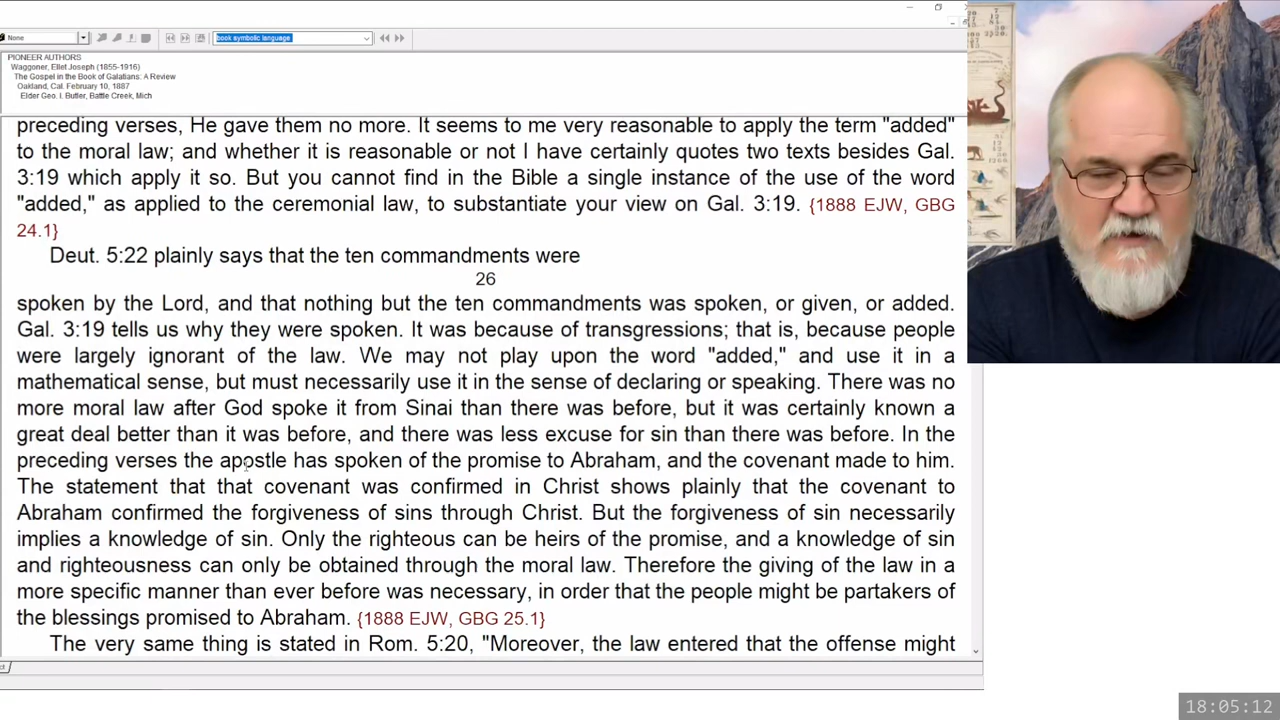 None
book symbolic language
PIONEER AUTHORS
Waggoner, Ellet Joseph (1855-1916)
The Gospel in the Book of Galatians: A Review
Oakland, Cal. February 10, 1887
Elder Geo. I. Butler, Battle Creek, Mich
preceding verses, He gave them no more. It seems to me very reasonable to apply the term "added"
to the moral law; and whether it is reasonable or not I have certainly quotes two texts besides Gal.
3:19 which apply it so. But you cannot find in the Bible a single instance of the use of the word
"added," as applied to the ceremonial law, to substantiate your view on Gal. 3:19. {1888 EJW, GBG
24.1}
Deut. 5:22 plainly says that the ten commandments were
26
spoken by the Lord, and that nothing but the ten commandments was spoken, or given, or added.
Gal. 3:19 tells us why they were spoken. It was because of transgressions; that is, because people
were largely ignorant of the law. We may not play upon the word "added," and use it in a
mathematical sense, but must necessarily use it in the sense of declaring or speaking. There was no
more moral law after God spoke it from Sinai than there was before, but it was certainly known a
great deal better than it was before, and there was less excuse for sin than there was before. In the
preceding verses the apostle has spoken of the promise to Abraham, and the covenant made to him.
The statement that that covenant was confirmed in Christ shows plainly that the covenant to
Abraham confirmed the forgiveness of sins through Christ. But the forgiveness of sin necessarily
implies a knowledge of sin. Only the righteous can be heirs of the promise, and a knowledge of sin
and righteousness can only be obtained through the moral law. Therefore the giving of the law in a
more specific manner than ever before was necessary, in order that the people might be partakers of
the blessings promised to Abraham. {1888 EJW, GBG 25.1}
The very same thing is stated in Rom. 5:20, "Moreover, the law entered that the offense might
18:05:12